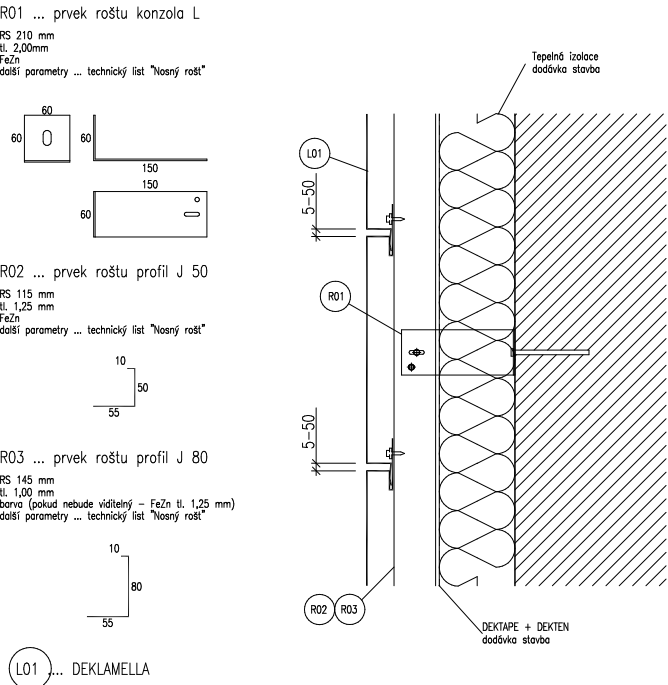 R01 ... prvek roštu konzola L
RS 210 mm
tl. 2,00mm
FeZn
další parametry ... technický list "Nosný rošt"
60
60
60
150
150
60
R02 ... prvek roštu profil J 50
RS 115 mm
tl. 1,25 mm
FeZn
další parametry ... technický list "Nosný rošt"
10
50
55
R03 ... prvek roštu profil J 80
RS 145 mm
tl. 1,00 mm
barva (pokud nebude viditelný – FeZn tl. 1,25 mm)
další parametry ... technický list "Nosný rošt"
10
80
55
L01 ... DEKLAMELLA
Tepelná izolace
dodávka stavba
L01
5-50
R01
5-50
R02 R03
DEKTAPE + DEKTEN
dodávka stavba